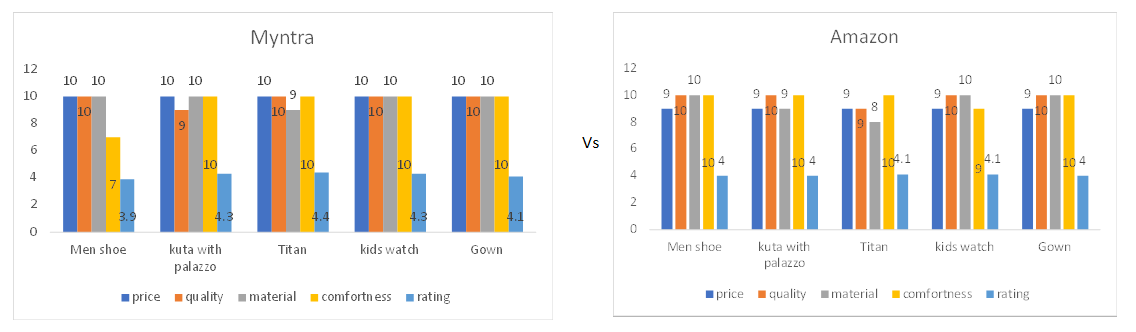 Myntra
12
10
8
6
4
2
0
10 10 10 10 10 9 10 10 10 10
10 9 10 10 10
7 10 10 10 10
3.9 4.3 4.4 4.3 4.1
Men shoe kuta with palazzo Titan kids watch Gown
price quality material comfortness rating
Vs
Amazon
12
10
8
6
4
2
0
9 10 9 9 9 8 9 10 9 10
10 10 9 10 10
10 4 10 4 10 4.1 9 4.1 10 4
Men shoe kuta with palazzo Titan kids watch Gown
price quality material comfortness rating